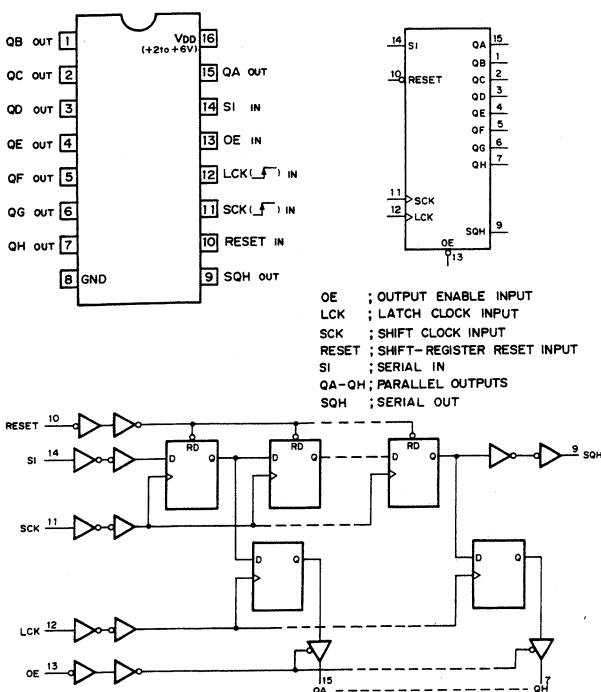 QB OUT 1
QC OUT 2
QD OUT 3
QE OUT 4
QF OUT 5
QG OUT 6
QH OUT 7
8 GND
VDD 16
(+2to+6V)
15 QA OUT
14 SI IN
13 OE IN
12 LCK( ) IN
11 SCK( ) IN
10 RESET IN
9 SQH OUT
14 SI
10 RESET
11 SCK
12 LCK
QA 15
QB 1
QC 2
QD 3
QE 4
QF 5
QG 6
QH 7
SQH 9
OE
13
OE ; OUTPUT ENABLE INPUT
LCK ; LATCH CLOCK INPUT
SCK ; SHIFT CLOCK INPUT
RESET ; SHIFT-REGISTER RESET INPUT
SI ; SERIAL IN
QA-QH ; PARALLEL OUTPUTS
SQH ; SERIAL OUT
RESET 10
RD RD RD
SI 14
D Q D Q D Q
9 SQH
SCK 11
D Q D Q
LCK 12
OE 13
15 7
QA QH